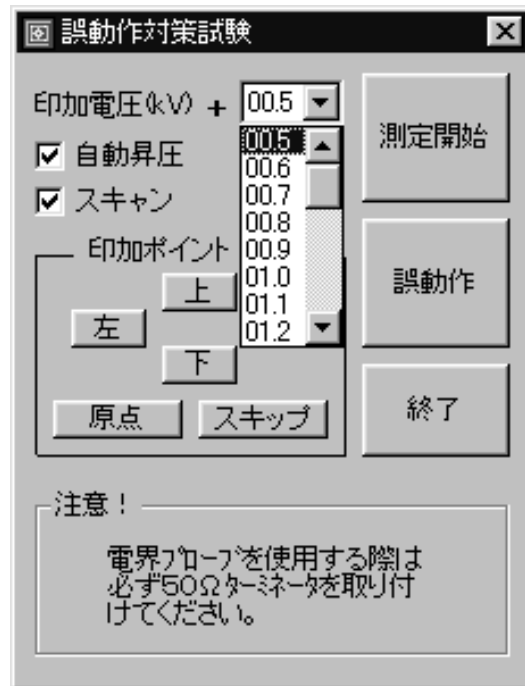 誤動作対策試験
印加電圧(kV) + 00.5
00.5
00.6
00.7
00.8
00.9
01.0
01.1
01.2
自動昇圧
スキャン
印加ポイント
上
左
下
原点 スキップ
測定開始
誤動作
終了
注意！
電界ﾌﾟﾛｰﾌﾞを使用する際は
必ず50Ωﾀｰﾐﾈｰﾀを取り付
けてください。